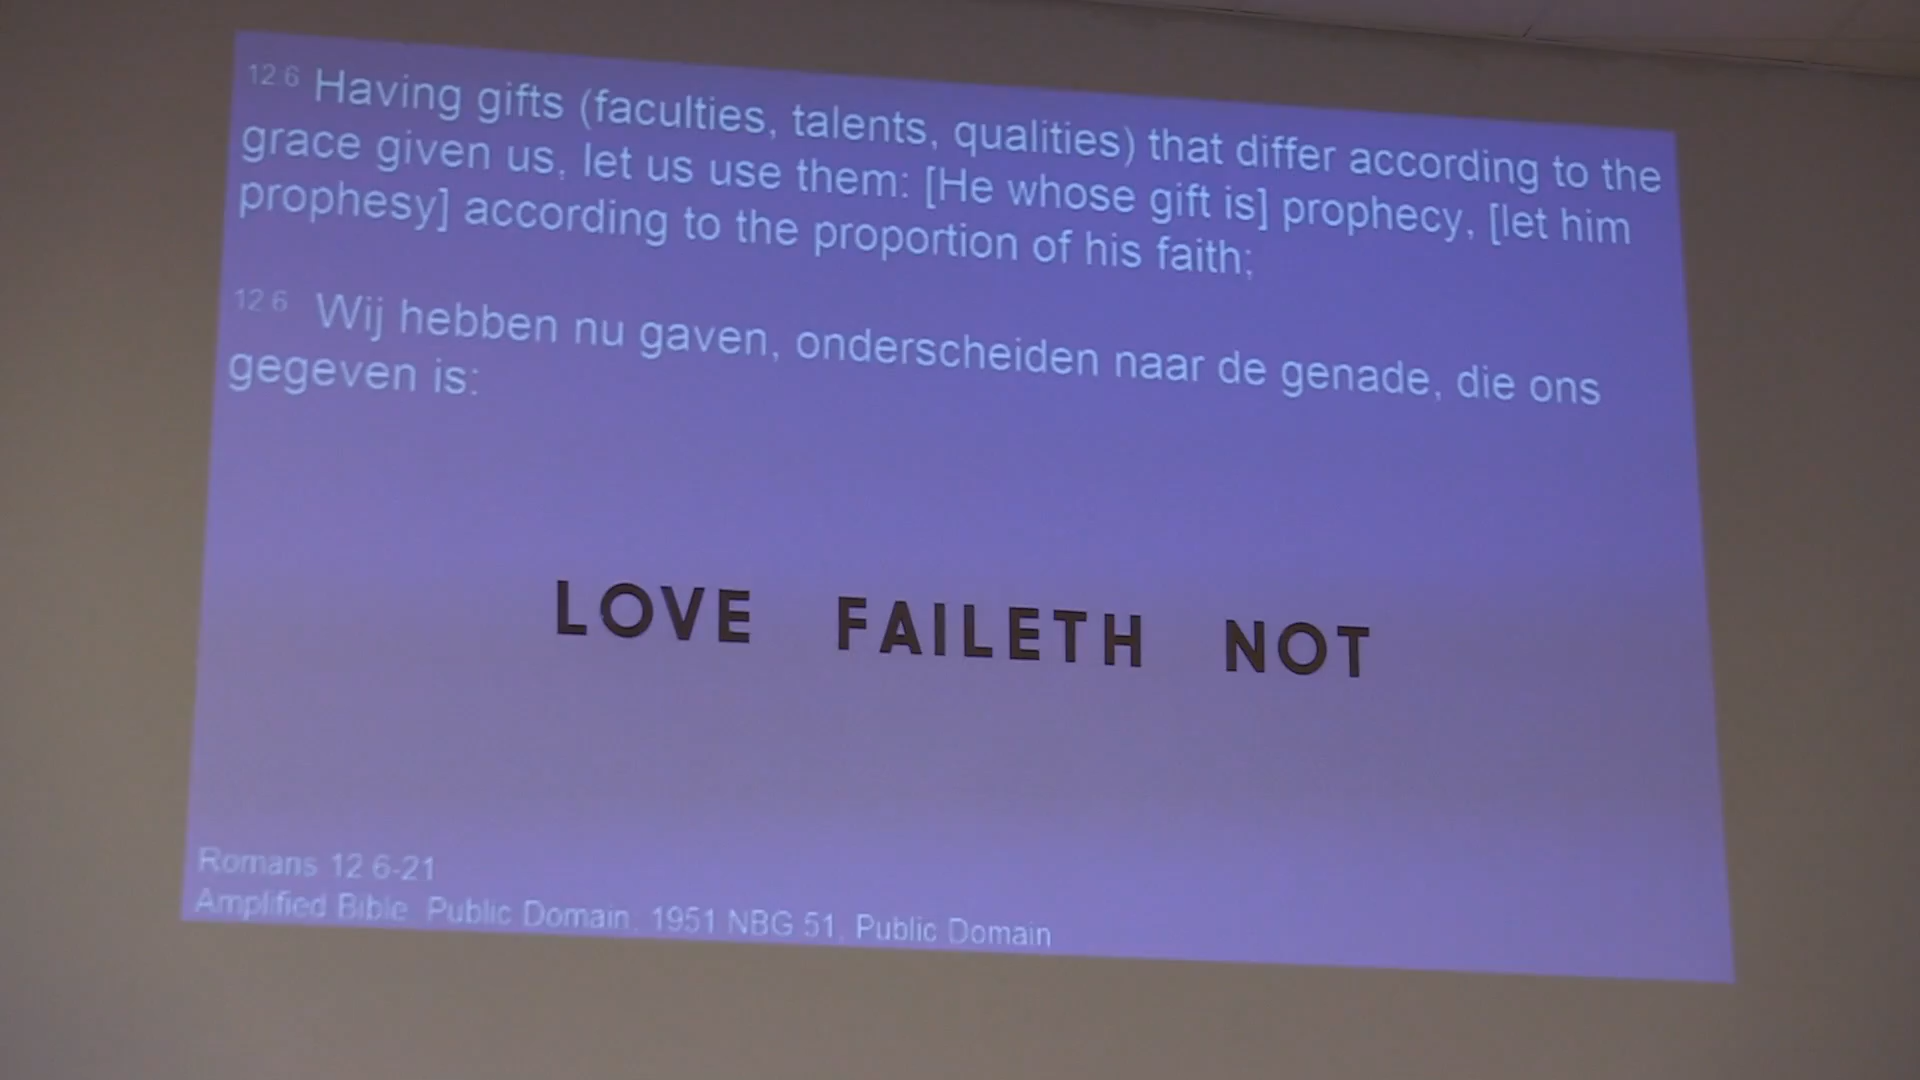 12 6 Having gifts (faculties, talents, qualities) that differ according to the
grace given us, let us use them: [He whose gift is] prophecy, [let him
prophesy] according to the proportion of his faith;
12 6 Wij hebben nu gaven, onderscheiden naar de genade, die ons
gegeven is:
LOVE FAILETH NOT
Romans 12 6-21
Amplified Bible, Public Domain, 1951 NBG 51, Public Domain